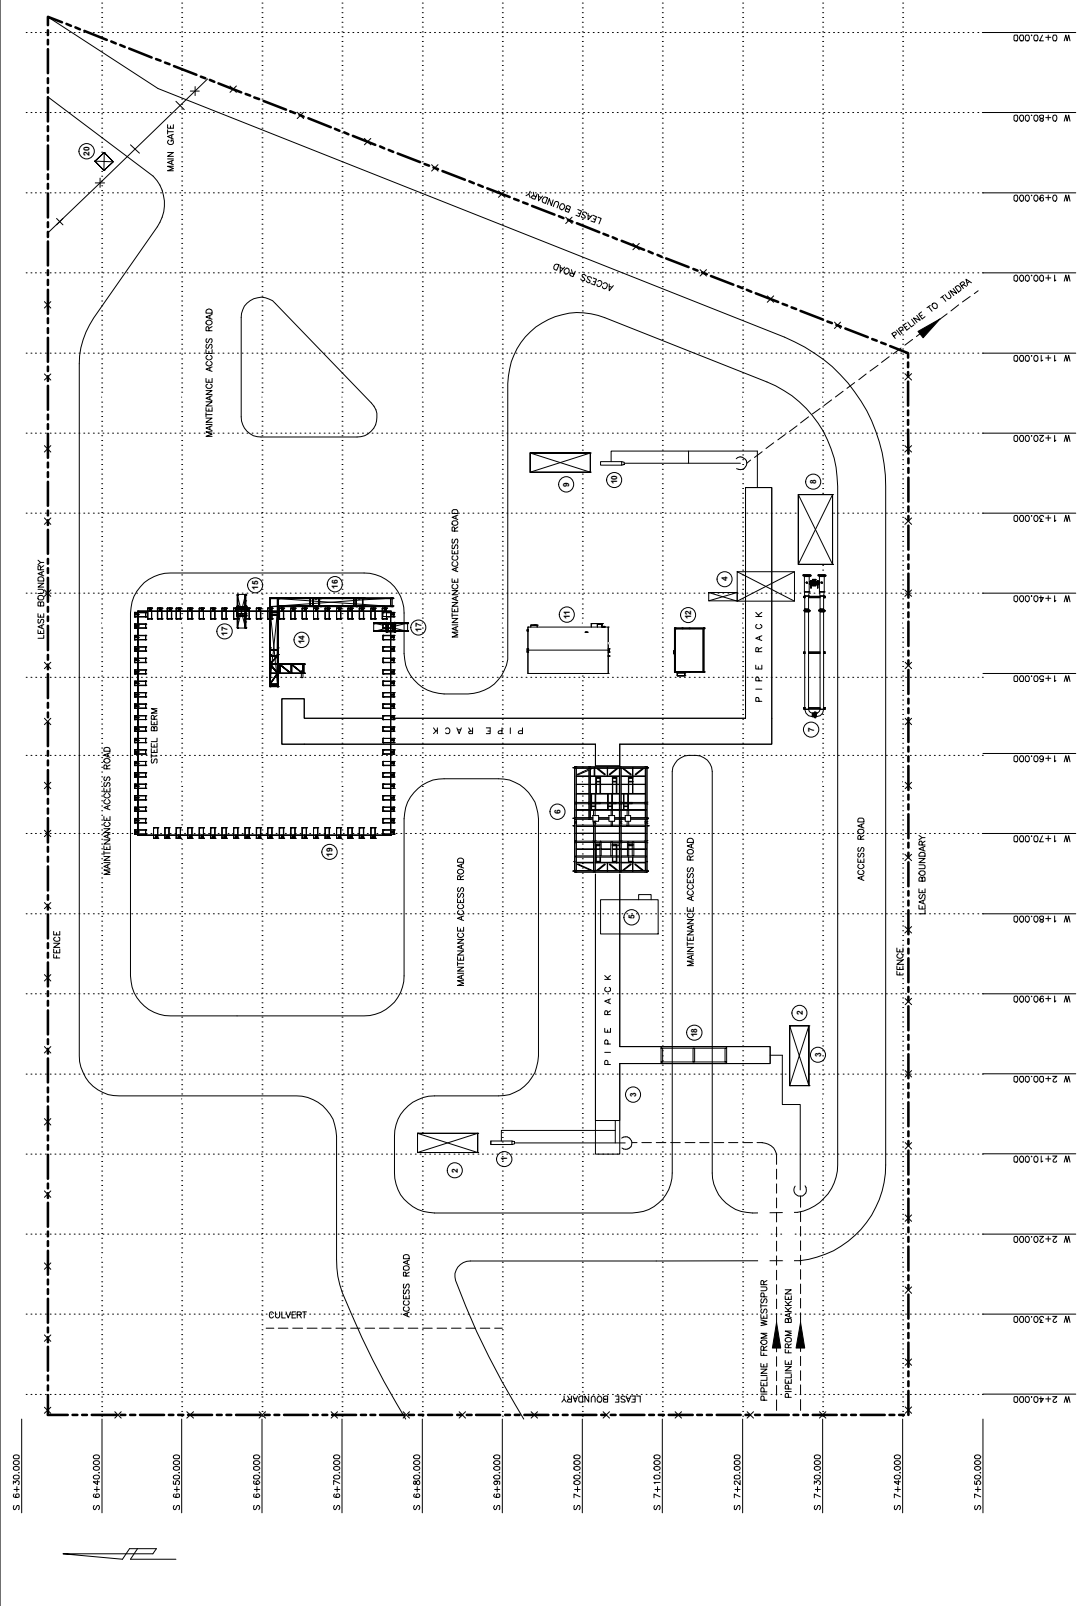 W 0+70.000
W 0+80.000
W 0+90.000
W 1+00.000
W 1+10.000
W 1+20.000
W 1+30.000
W 1+40.000
W 1+50.000
W 1+60.000
W 1+70.000
W 1+80.000
W 1+90.000
W 2+00.000
W 2+10.000
W 2+20.000
W 2+30.000
W 2+40.000
20
MAIN GATE
LEASE BOUNDARY
ACCESS ROAD
PIPELINE TO TUNDRA
MAINTENANCE ACCESS ROAD
9
10
8
MAINTENANCE ACCESS ROAD
LEASE BOUNDARY
15
16
4
17
14
17
11
12
PIPE RACK
STEEL BERM
PIPE RACK
7
MAINTENANCE ACCESS ROAD
6
19
MAINTENANCE ACCESS ROAD
MAINTENANCE ACCESS ROAD
ACCESS ROAD
LEASE BOUNDARY
5
FENCE
FENCE
PIPE RACK
18
2
3
3
2
1
ACCESS ROAD
CULVERT
PIPELINE FROM WESTSPUR
PIPELINE FROM BAKKEN
LEASE BOUNDARY
S 6+30.000
S 6+40.000
S 6+50.000
S 6+60.000
S 6+70.000
S 6+80.000
S 6+90.000
S 7+00.000
S 7+10.000
S 7+20.000
S 7+30.000
S 7+40.000
S 7+50.000